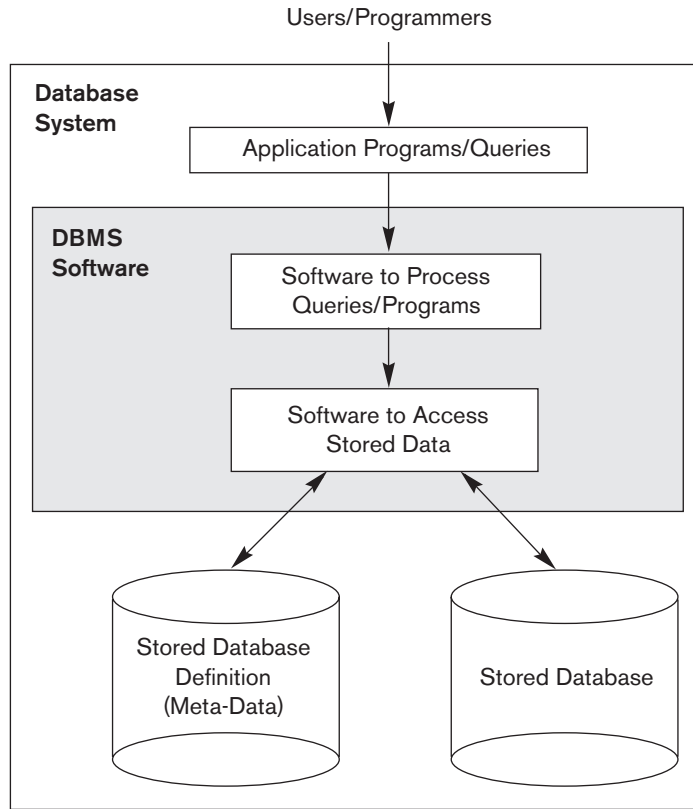 Users/Programmers
Database
System
Application Programs/Queries
DBMS
Software
Software to Process
Queries/Programs
Software to Access
Stored Data
Stored Database
Definition
(Meta-Data)
Stored Database